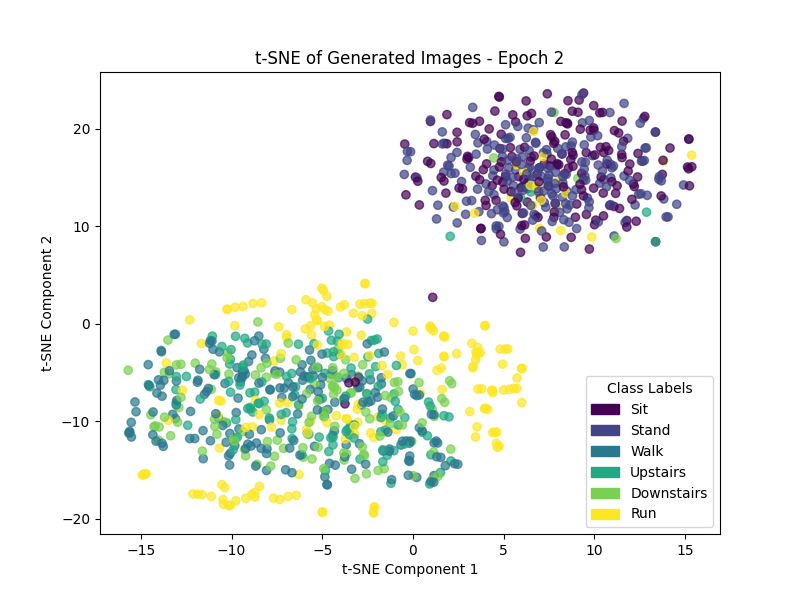 t-SNE of Generated Images - Epoch 2
t-SNE Component 2
20
10
0
−10
−20
−15
−10
−5
0
5
10
15
t-SNE Component 1
Class Labels
Sit
Stand
Walk
Upstairs
Downstairs
Run